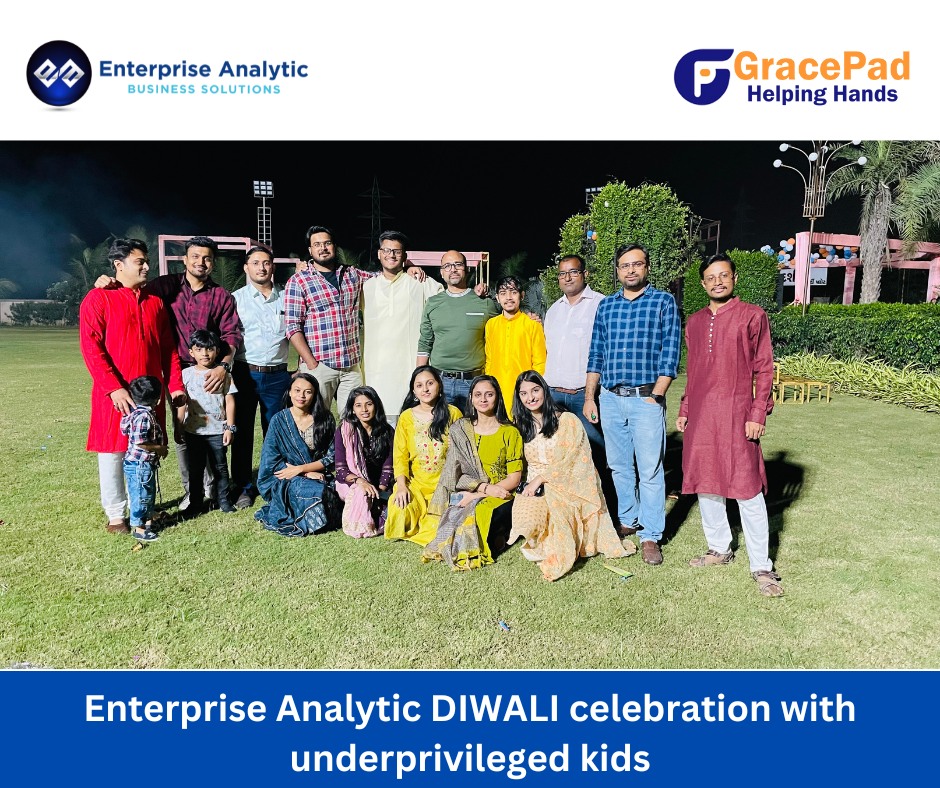 Enterprise Analytic
BUSINESS SOLUTIONS
GracePad
Helping Hands
Enterprise Analytic DIWALI celebration with
underprivileged kids